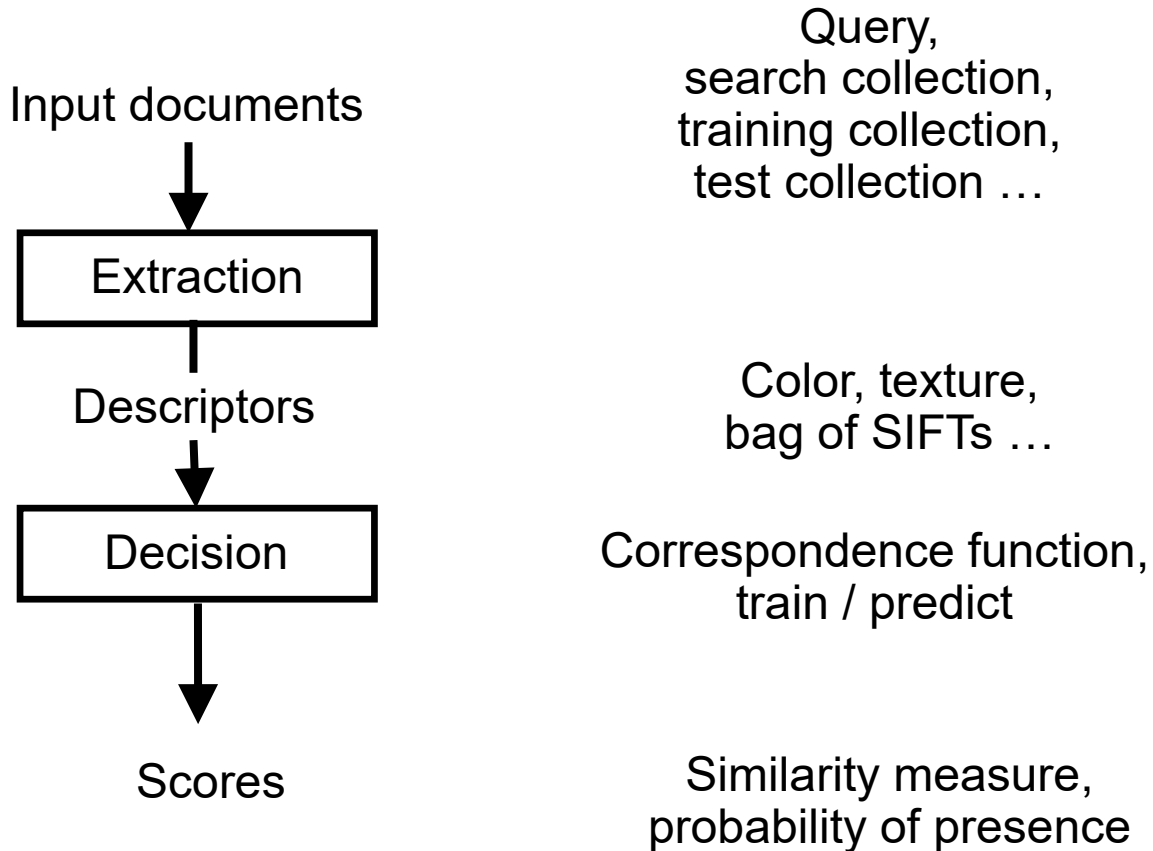 Input documents
Query,
search collection,
training collection,
test collection …
Extraction
Descriptors
Color, texture,
bag of SIFTs …
Decision
Correspondence function,
train / predict
Scores
Similarity measure,
probability of presence